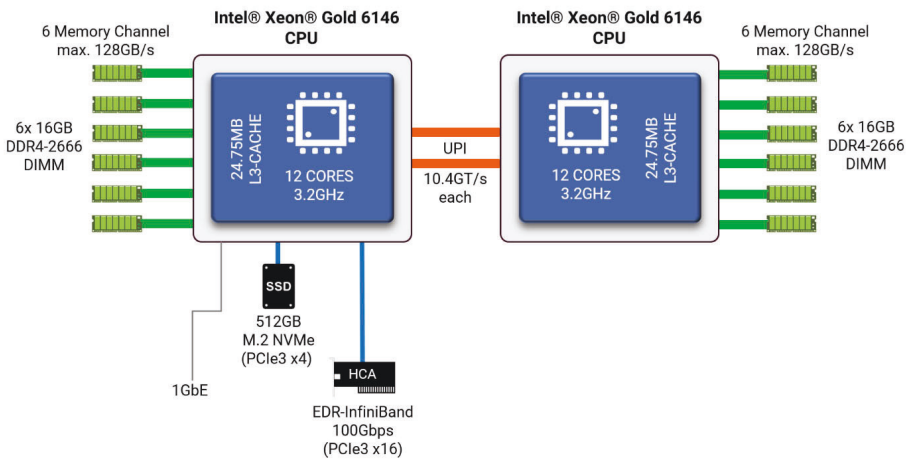 Intel® Xeon® Gold 6146
CPU
Intel® Xeon® Gold 6146
CPU
6 Memory Channel
max. 128GB/s
6 Memory Channel
max. 128GB/s
6x 16GB
DDR4-2666
DIMM
24.75MB
L3-CACHE
12 CORES
3.2GHz
UPI
10.4GT/s
each
12 CORES
3.2GHz
24.75MB
L3-CACHE
6x 16GB
DDR4-2666
DIMM
SSD
512GB
M.2 NVMe
(PCIe3 x4)
1GbE
HCA
EDR-InfiniBand
100Gbps
(PCIe3 x16)